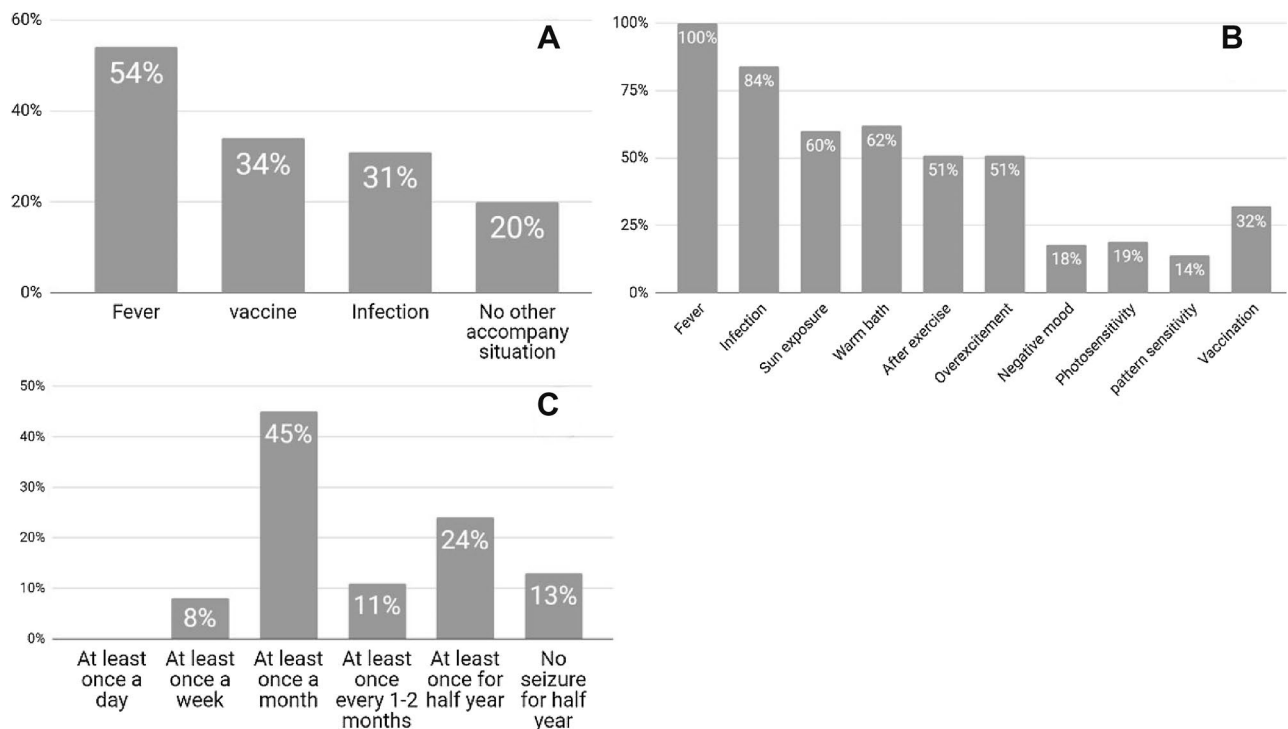 A
60%
40%
20%
0%
54%
34%
31%
20%
Fever
vaccine
Infection
No other
accompany
situation
B
100%
75%
50%
25%
0%
100%
84%
60%
62%
51%
51%
18%
19%
14%
32%
Fever
Infection
Sun exposure
Warm bath
After exercise
Overexcitement
Negative mood
Photosensitivity
pattern sensitivity
Vaccination
C
50%
40%
30%
20%
10%
0%
8%
45%
11%
24%
13%
At least
once a
day
At least
once a
week
At least
once a
month
At least
once
every 1-2
months
At least
once for
half year
No
seizure
for half
year